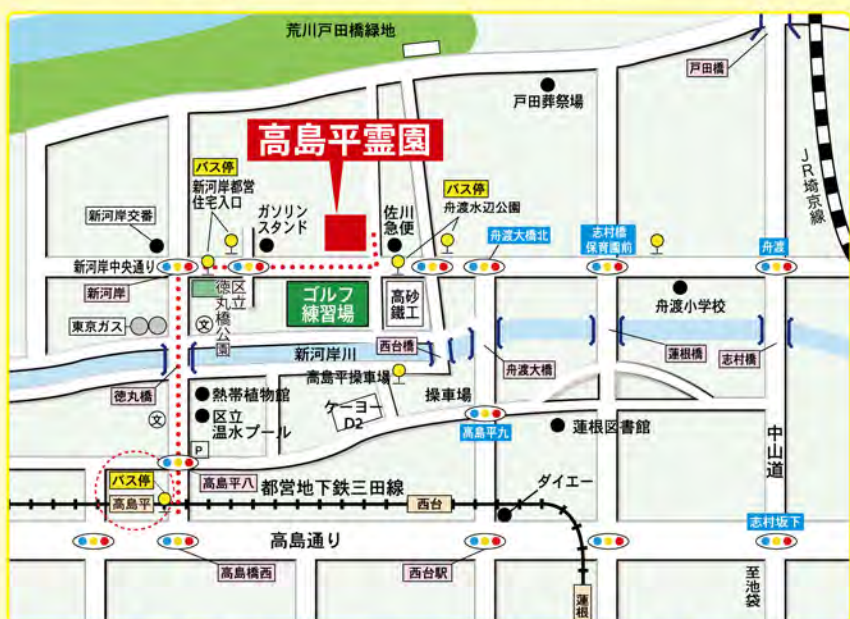 荒川戸田橋緑地
戸田橋
戸田葬祭場
高島平霊園
JR埼京線
バス停
新河岸都営
住宅入口
新河岸交番
ガソリン
スタンド
佐川
急便
バス停
舟渡水辺公園
舟渡大橋北
志村橋
保育園前
舟渡
新河岸中央通り
新河岸
区立
徳丸橋公園
ゴルフ
練習場
高砂
鐵工
舟渡小学校
東京ガス
文
新河岸川
西台橋
舟渡大橋
蓮根橋
志村橋
徳丸橋
熱帯植物館
高島平操車場
操車場
文
区立
温水プール
ケーヨー
D2
高島平九
蓮根図書館
中山道
P
バス停
高島平
高島平八
都営地下鉄三田線
西台
ダイエー
高島通り
志村坂下
高島橋西
西台駅
蓮根
至池袋